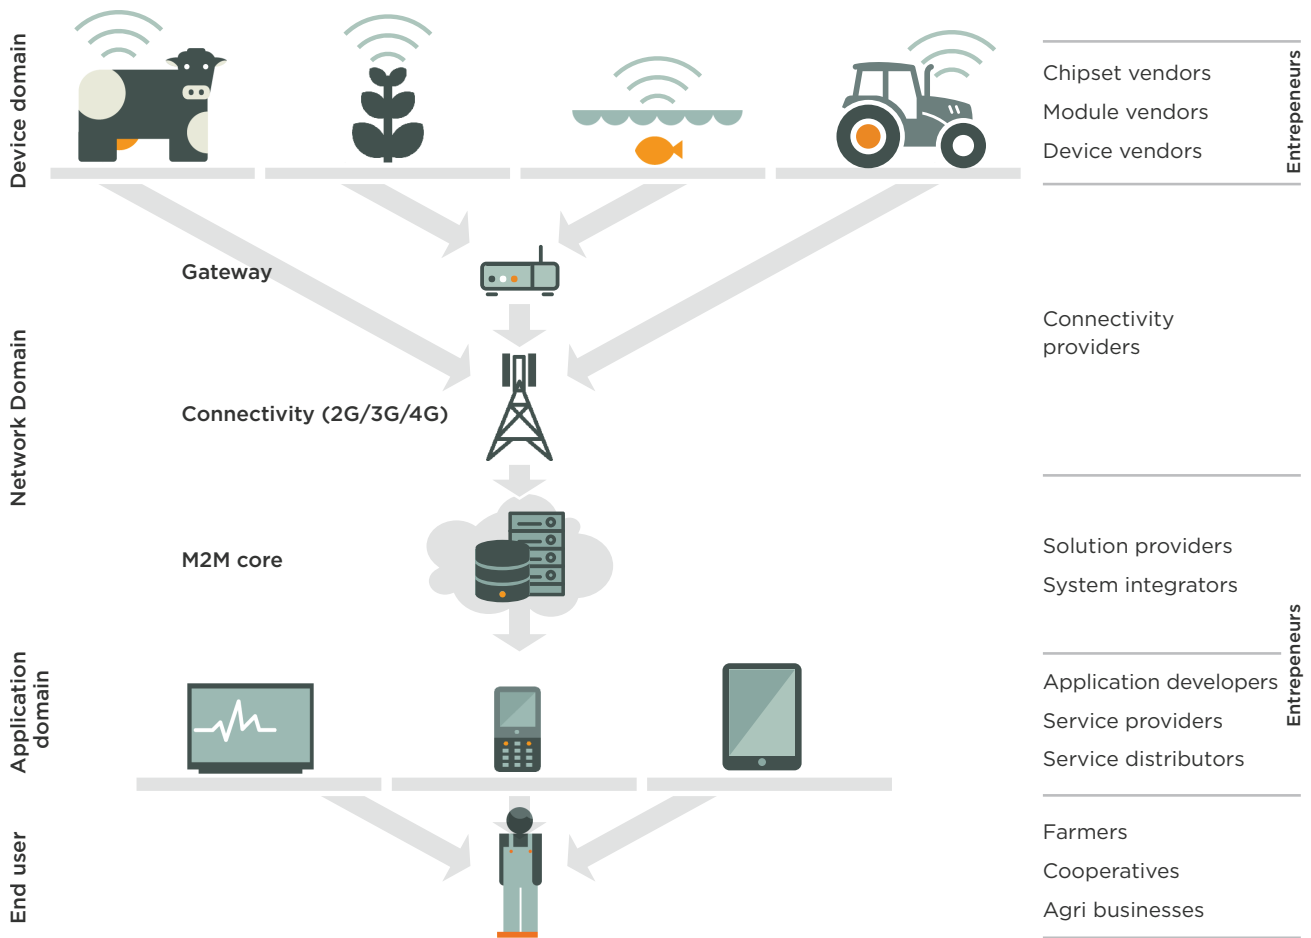 Device domain
Chipset vendors
Module vendors
Device vendors
Entrepeneurs
Network Domain
Gateway
Connectivity (2G/3G/4G)
M2M core
Connectivity
providers
Solution providers
System integrators
Entrepeneurs
Application
domain
Application developers
Service providers
Service distributors
End user
Farmers
Cooperatives
Agri businesses